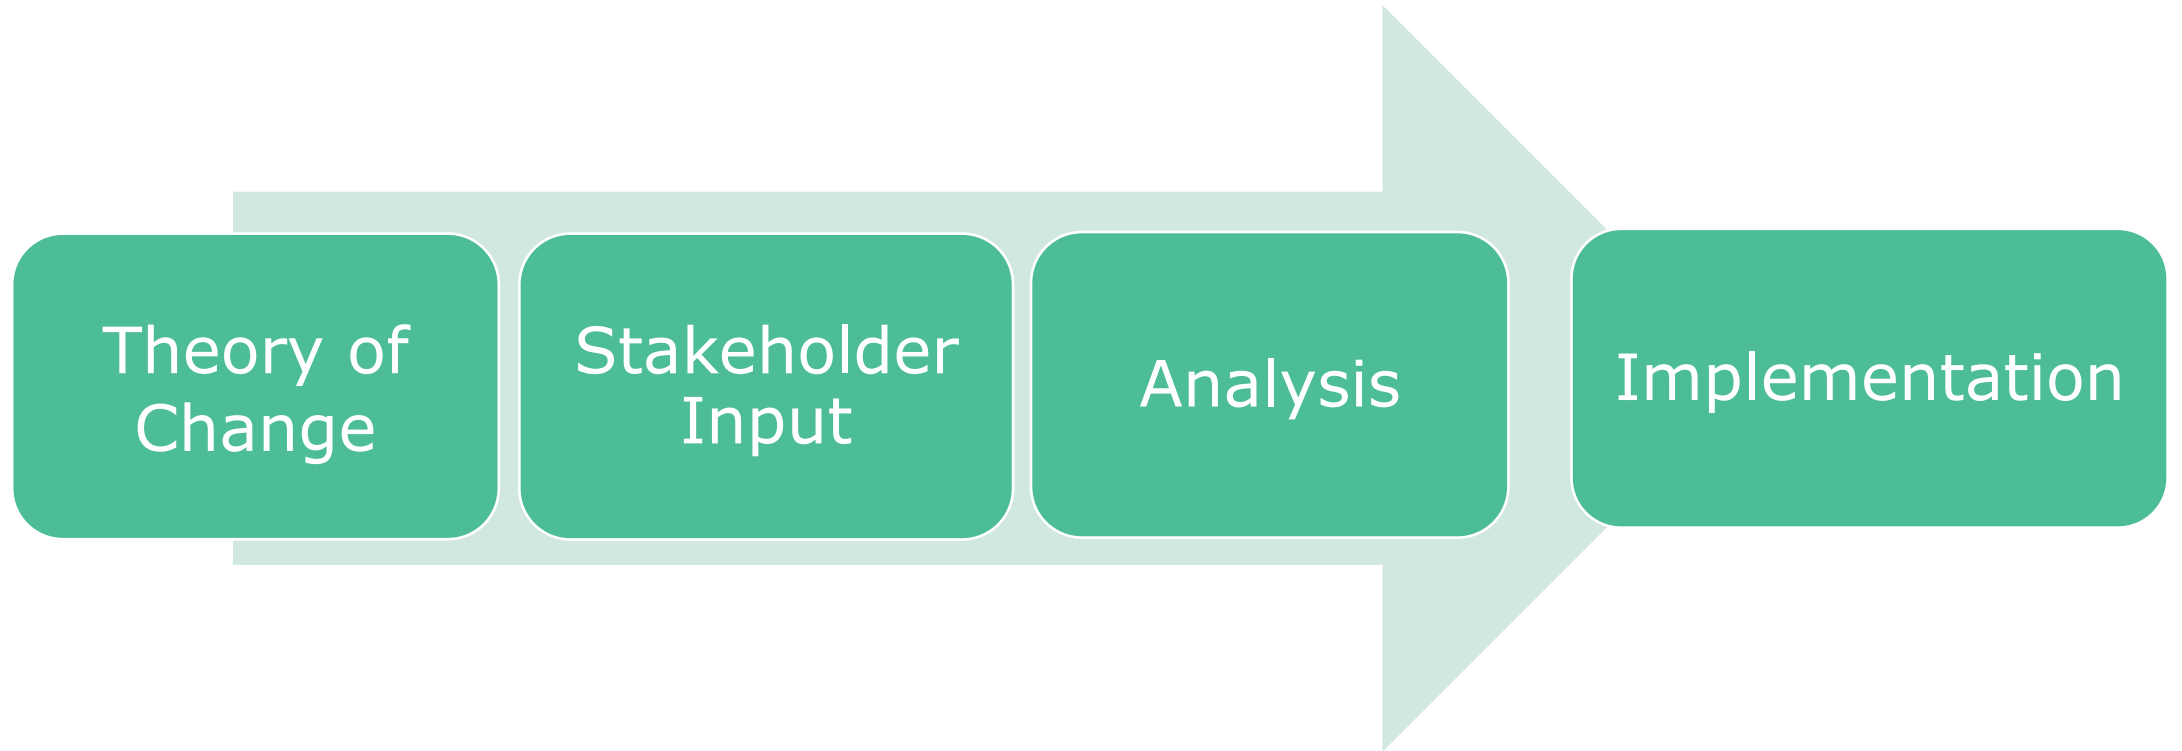 Theory of
Change
Stakeholder
Input
Analysis
Implementation